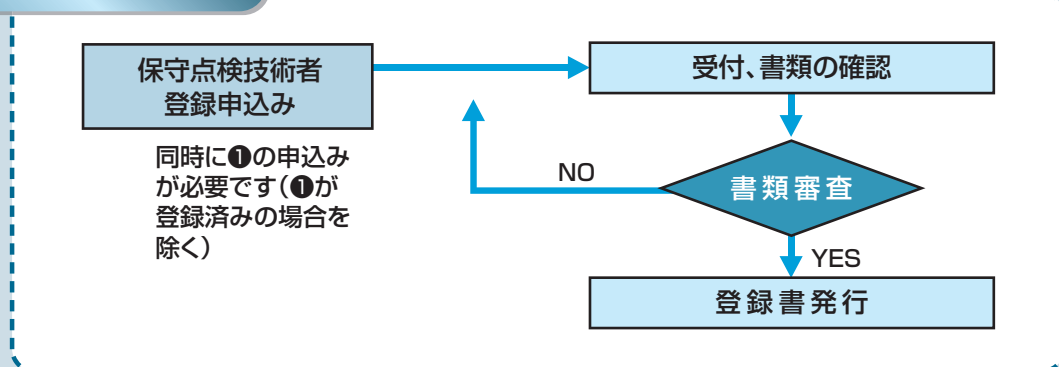 保守点検技術者
登録申込み
同時に❶の申込み
が必要です(❶が
登録済みの場合を
除く)
受付、書類の確認
書類審査
NO
YES
登録書発行